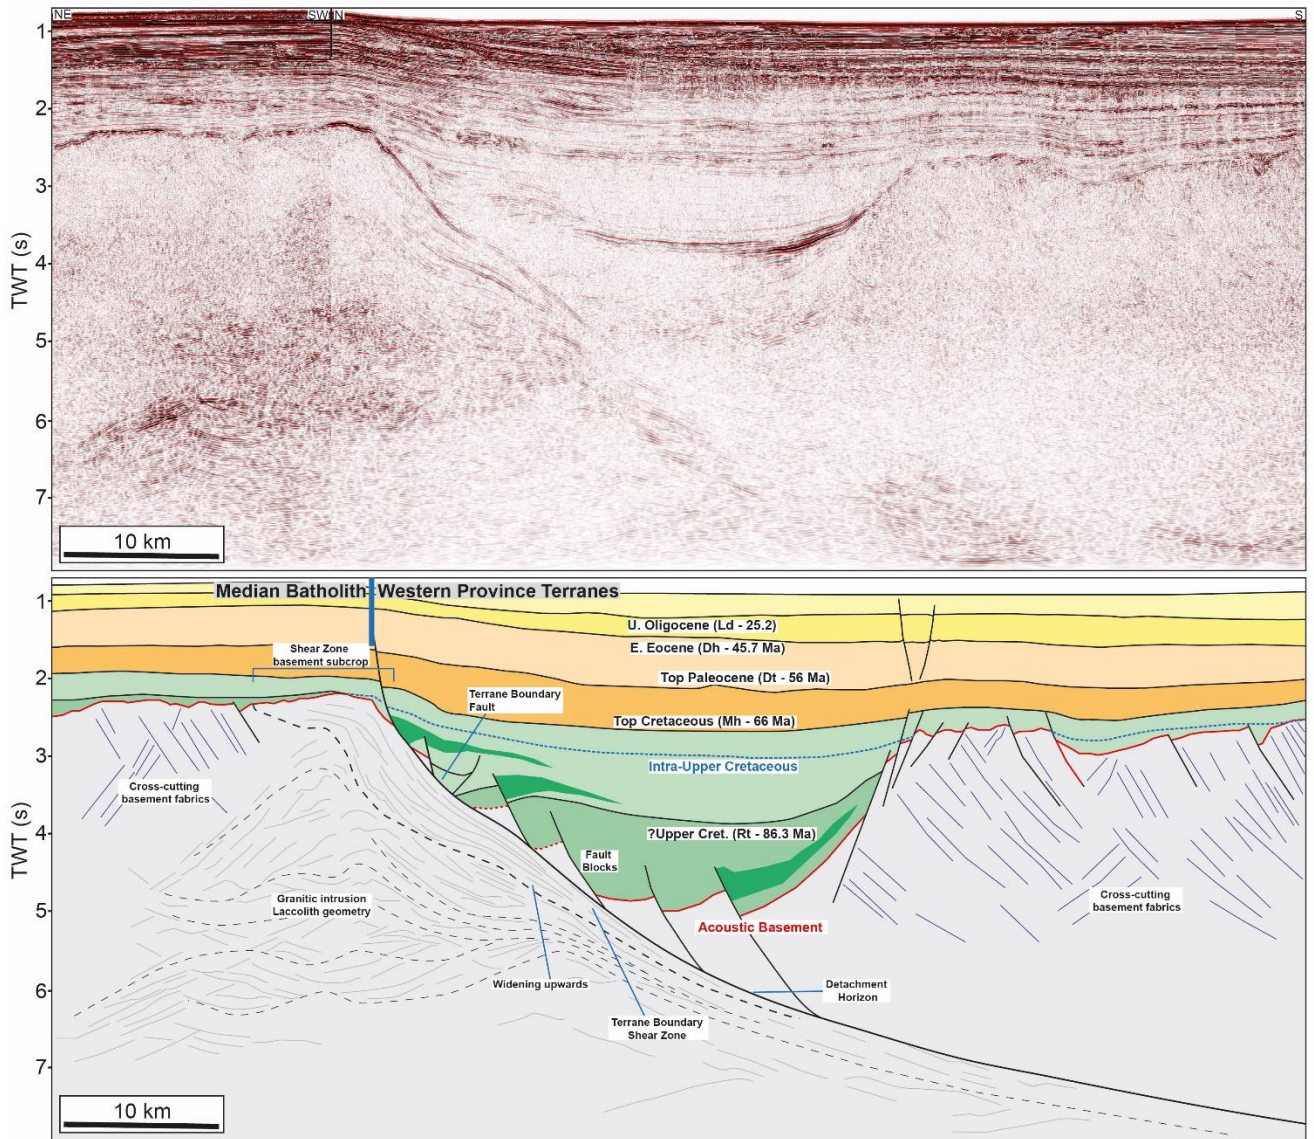 NE
SW
N
S
1
2
3
4
5
6
7
TWT (s)
10 km
Median Batholith
Western Province Terranes
1
2
3
4
5
6
7
TWT (s)
U. Oligocene (Ld - 25.2)
E. Eocene (Dh - 45.7 Ma)
Shear Zone
basement subcrop
Top Paleocene (Dt - 56 Ma)
Terrane Boundary
Fault
Top Cretaceous (Mh - 66 Ma)
Intra-Upper Cretaceous
Cross-cutting
basement fabrics
?Upper Cret. (Rt - 86.3 Ma)
Fault
Blocks
Granitic intrusion
Laccolith geometry
Cross-cutting
basement fabrics
Acoustic Basement
Widening upwards
Detachment
Horizon
Terrane Boundary
Shear Zone
10 km